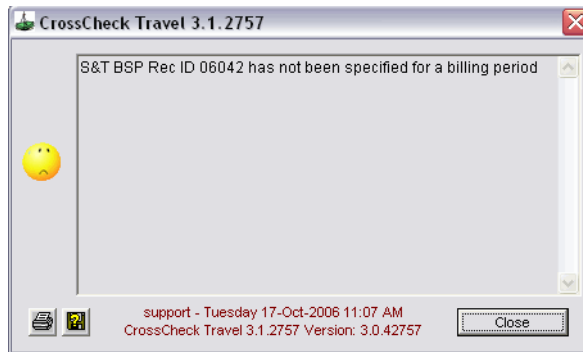 CrossCheck Travel 3.1.2757
S&T BSP Rec ID 06042 has not been specified for a billing period
support - Tuesday 17-Oct-2006 11:07 AM
CrossCheck Travel 3.1.2757 Version: 3.0.42757
Close